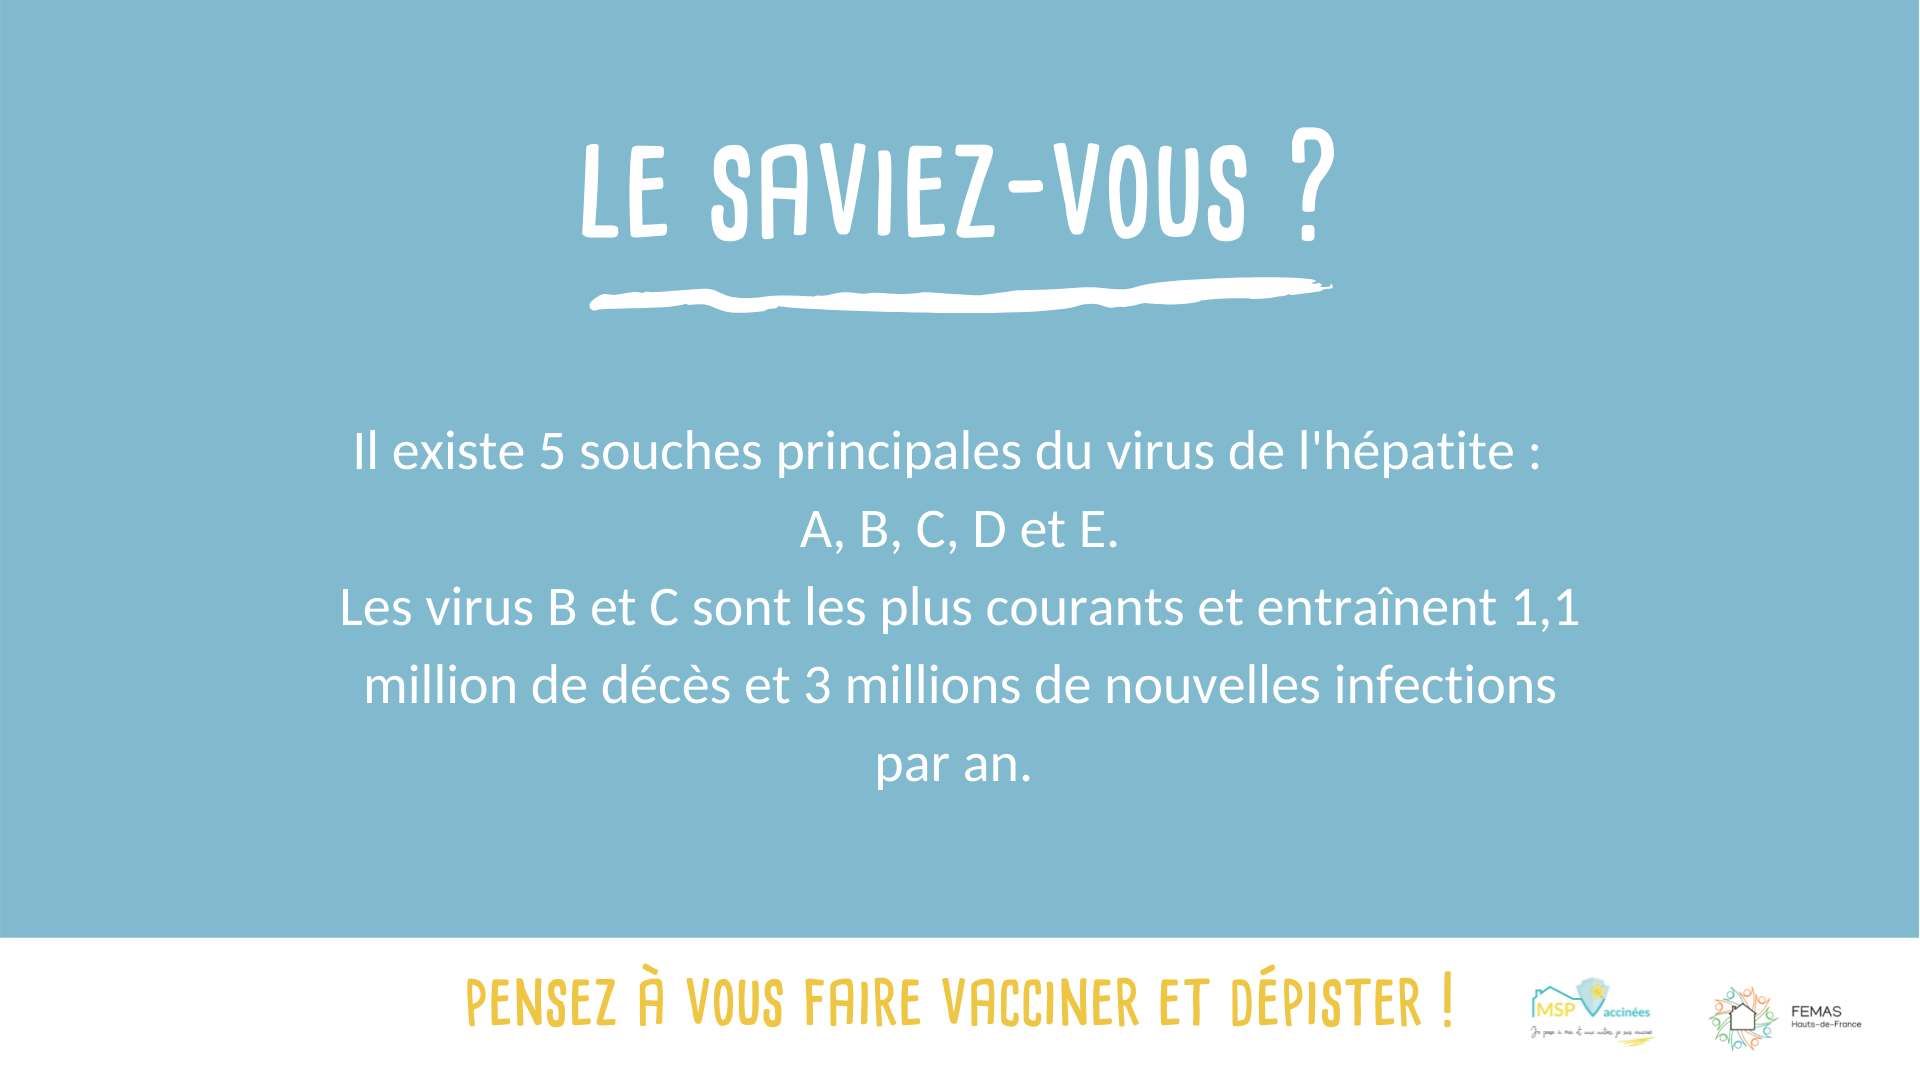 LE SAVIEZ-VOUS ?
Il existe 5 souches principales du virus de l'hépatite :
A, B, C, D et E.
Les virus B et C sont les plus courants et entraînent 1,1
million de décès et 3 millions de nouvelles infections
par an.
PENSEZ À VOUS FAIRE VACCINER ET DÉPISTER !
MSP Vaccinées
FEMAS
Hauts-de-France